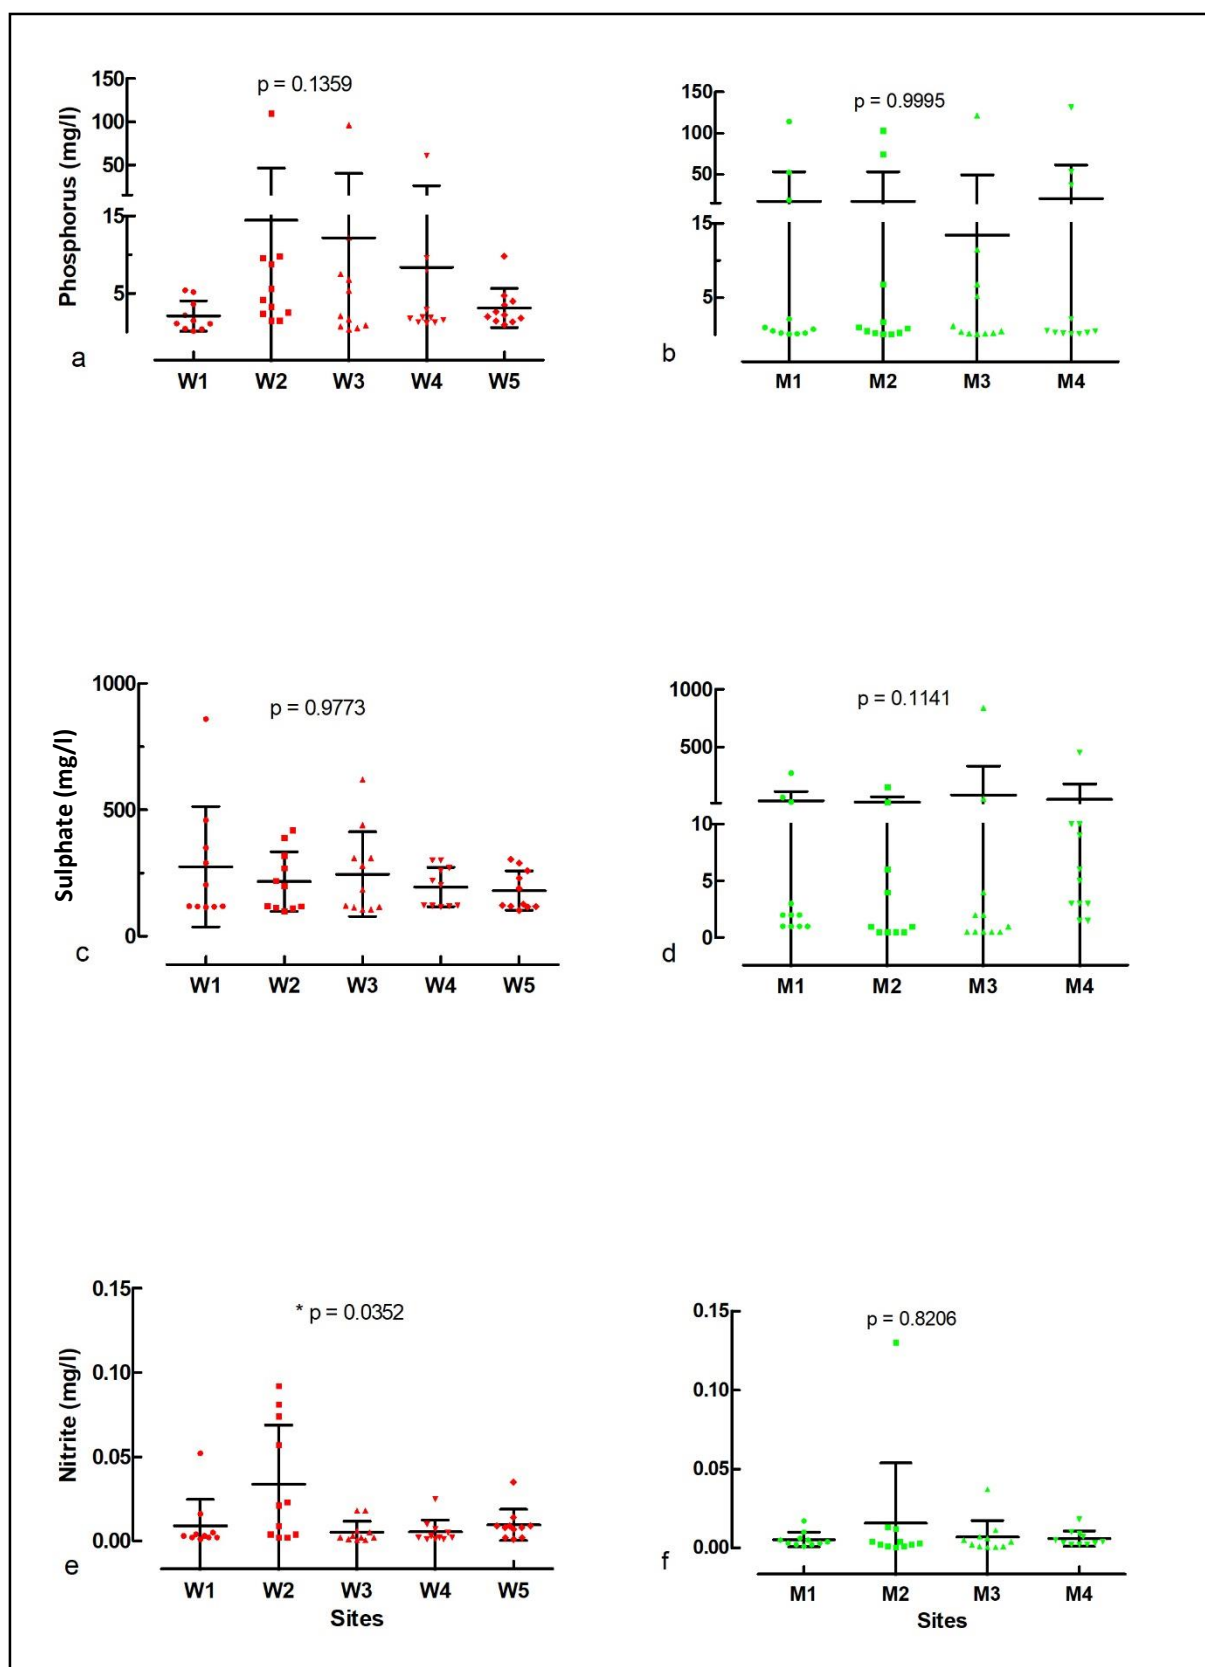 p = 0.1359
Phosphorus (mg/l)
150
100
50
15
5
a
W1 W2 W3 W4 W5
p = 0.9995
150
100
50
15
5
b
M1 M2 M3 M4
p = 0.9773
Sulphate (mg/l)
1000
500
0
c
W1 W2 W3 W4 W5
p = 0.1141
1000
500
10
5
0
d
M1 M2 M3 M4
* p = 0.0352
Nitrite (mg/l)
0.15
0.10
0.05
0.00
e
W1 W2 W3 W4 W5
Sites
p = 0.8206
0.15
0.10
0.05
0.00
f
M1 M2 M3 M4
Sites